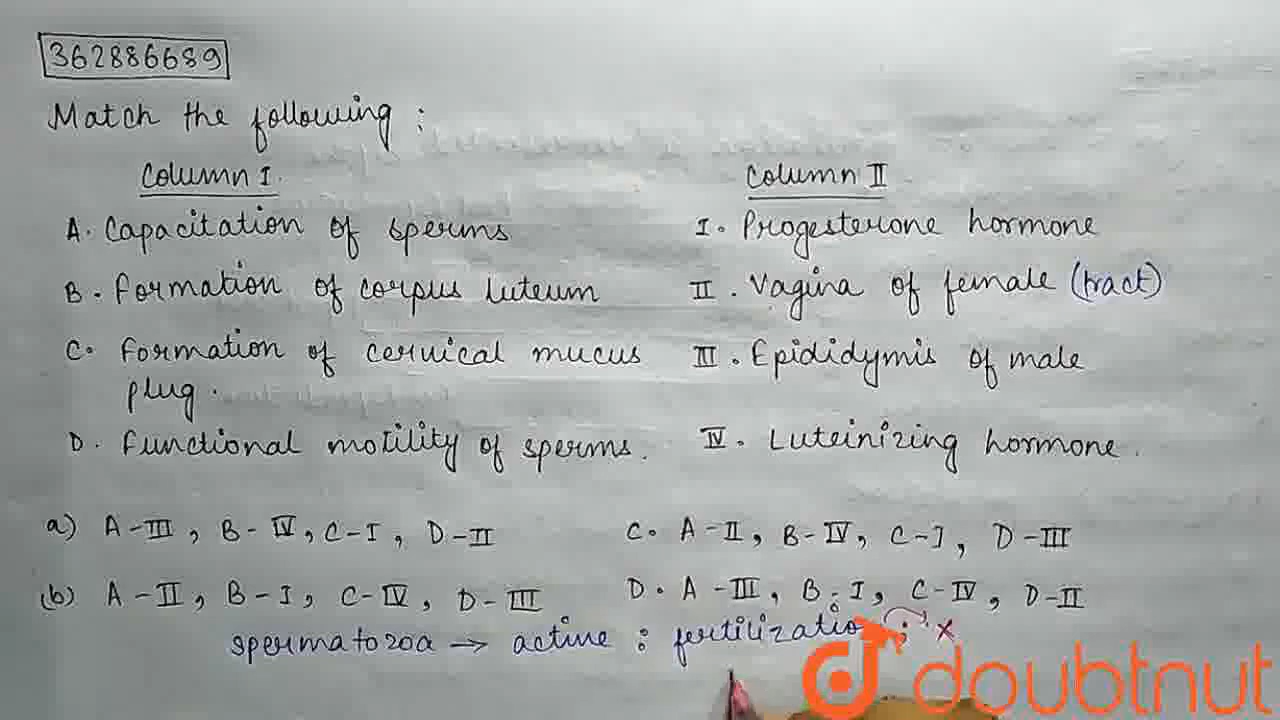 362886689
Match the following :
Column I.
Column II
A. Capacitation of sperms
I. Progesterone hormone
B. Formation of corpus luteum
II. Vagina of female (tract)
C. Formation of cervical mucus
plug.
III. Epididymis of male
D. Functional motility of sperms.
IV. Luteinizing hormone.
a) A-III, B-IV, C-I, D-II
C. A-II, B-IV, C-I, D-III
(b) A-II, B-I, C-IV, D-III
D. A-III, B-I, C-IV, D-II
spermatozoa → active : fertilization ; x
doubtnut